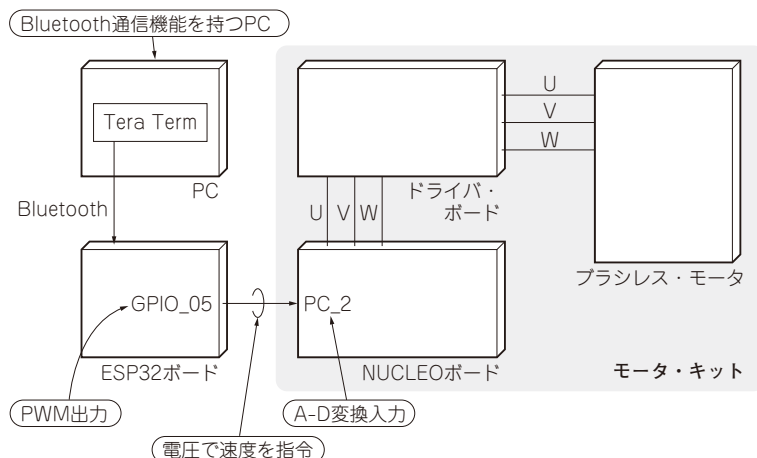 Bluetooth通信機能を持つPC
Tera Term
PC
Bluetooth
U
V
W
ドライバ・
ボード
U V W
ブラシレス・モータ
GPIO_05
PC_2
ESP32ボード
NUCLEOボード
モータ・キット
PWM出力
A-D変換入力
電圧で速度を指令